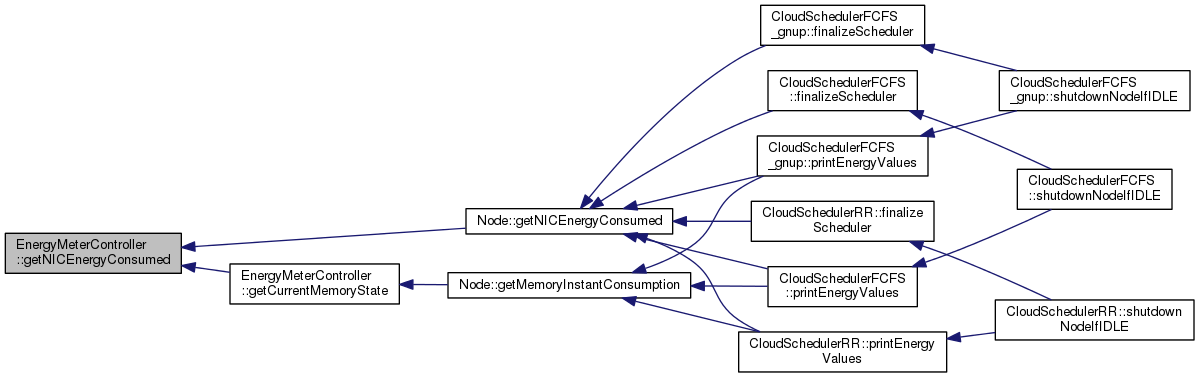 EnergyMeterController
::getNICEnergyConsumed
EnergyMeterController
::getCurrentMemoryState
Node::getNICEnergyConsumed
Node::getMemoryInstantConsumption
CloudSchedulerFCFS
_gnup::finalizeScheduler
CloudSchedulerFCFS
::finalizeScheduler
CloudSchedulerFCFS
_gnup::printEnergyValues
CloudSchedulerRR::finalize
Scheduler
CloudSchedulerFCFS
::printEnergyValues
CloudSchedulerRR::printEnergy
Values
CloudSchedulerFCFS
_gnup::shutdownNodeIfIDLE
CloudSchedulerFCFS
::shutdownNodeIfIDLE
CloudSchedulerRR::shutdown
NodeIfIDLE